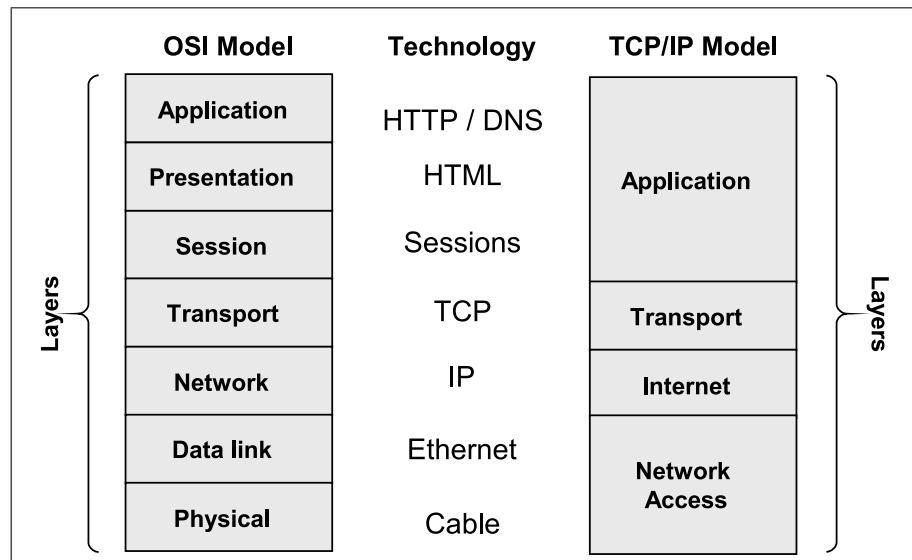 OSI Model Technology TCP/IP Model
Application HTTP / DNS
Presentation HTML Application
Session Sessions
Transport TCP Transport
Network IP Internet
Data link Ethernet
Network
Access
Physical Cable
Layers
Layers